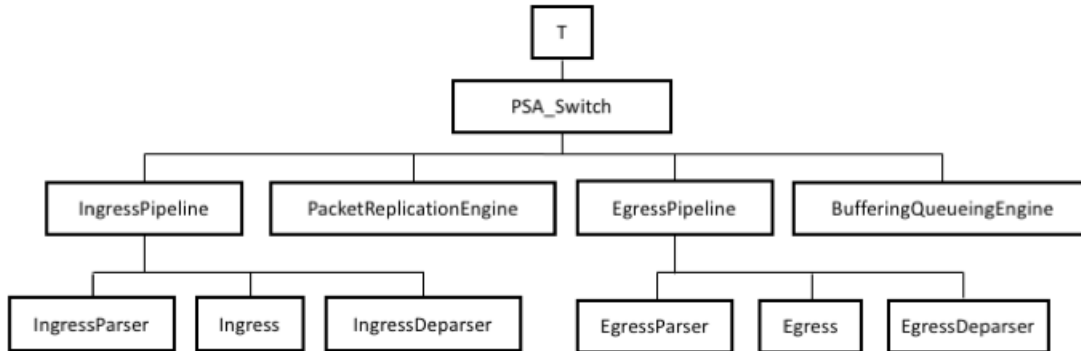 T
PSA_Switch
IngressPipeline
PacketReplicationEngine
EgressPipeline
BufferingQueueingEngine
IngressParser
Ingress
IngressDeparser
EgressParser
Egress
EgressDeparser